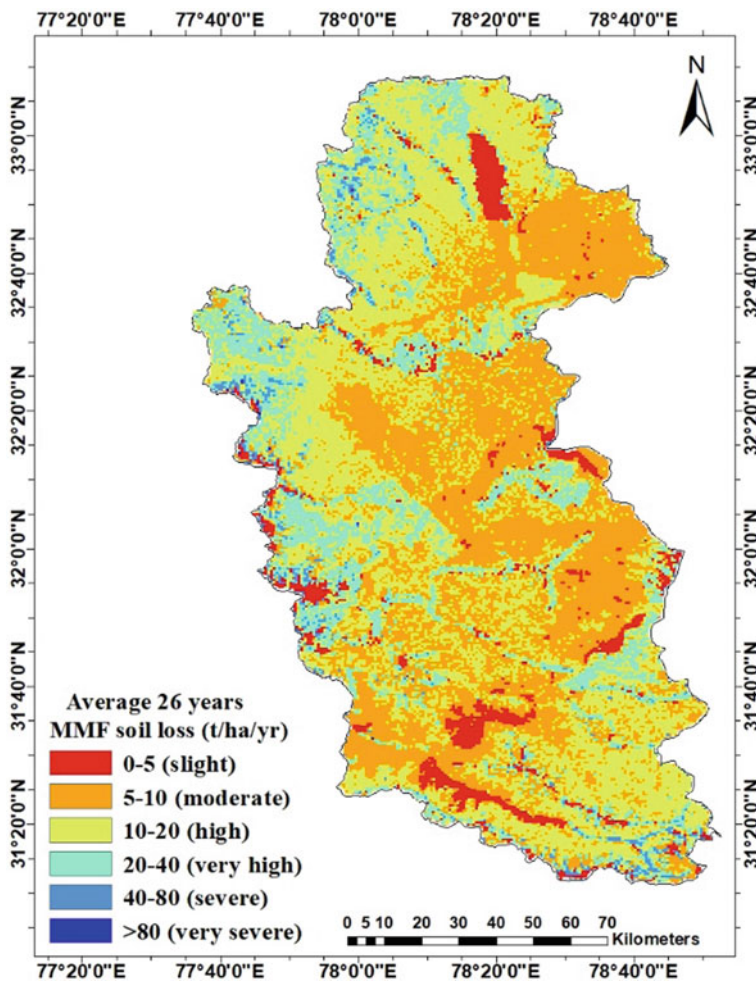 77°20'0"E 77°40'0"E 78°0'0"E 78°20'0"E 78°40'0"E
N
33°0'0"N
33°0'0"N
32°40'0"N
32°40'0"N
32°20'0"N
32°20'0"N
32°0'0"N
32°0'0"N
31°40'0"N
31°40'0"N
31°20'0"N
31°20'0"N
Average 26 years
MMF soil loss (t/ha/yr)
0-5 (slight)
5-10 (moderate)
10-20 (high)
20-40 (very high)
40-80 (severe)
>80 (very severe)
0 5 10 20 30 40 50 60 70
Kilometers
77°20'0"E 77°40'0"E 78°0'0"E 78°20'0"E 78°40'0"E